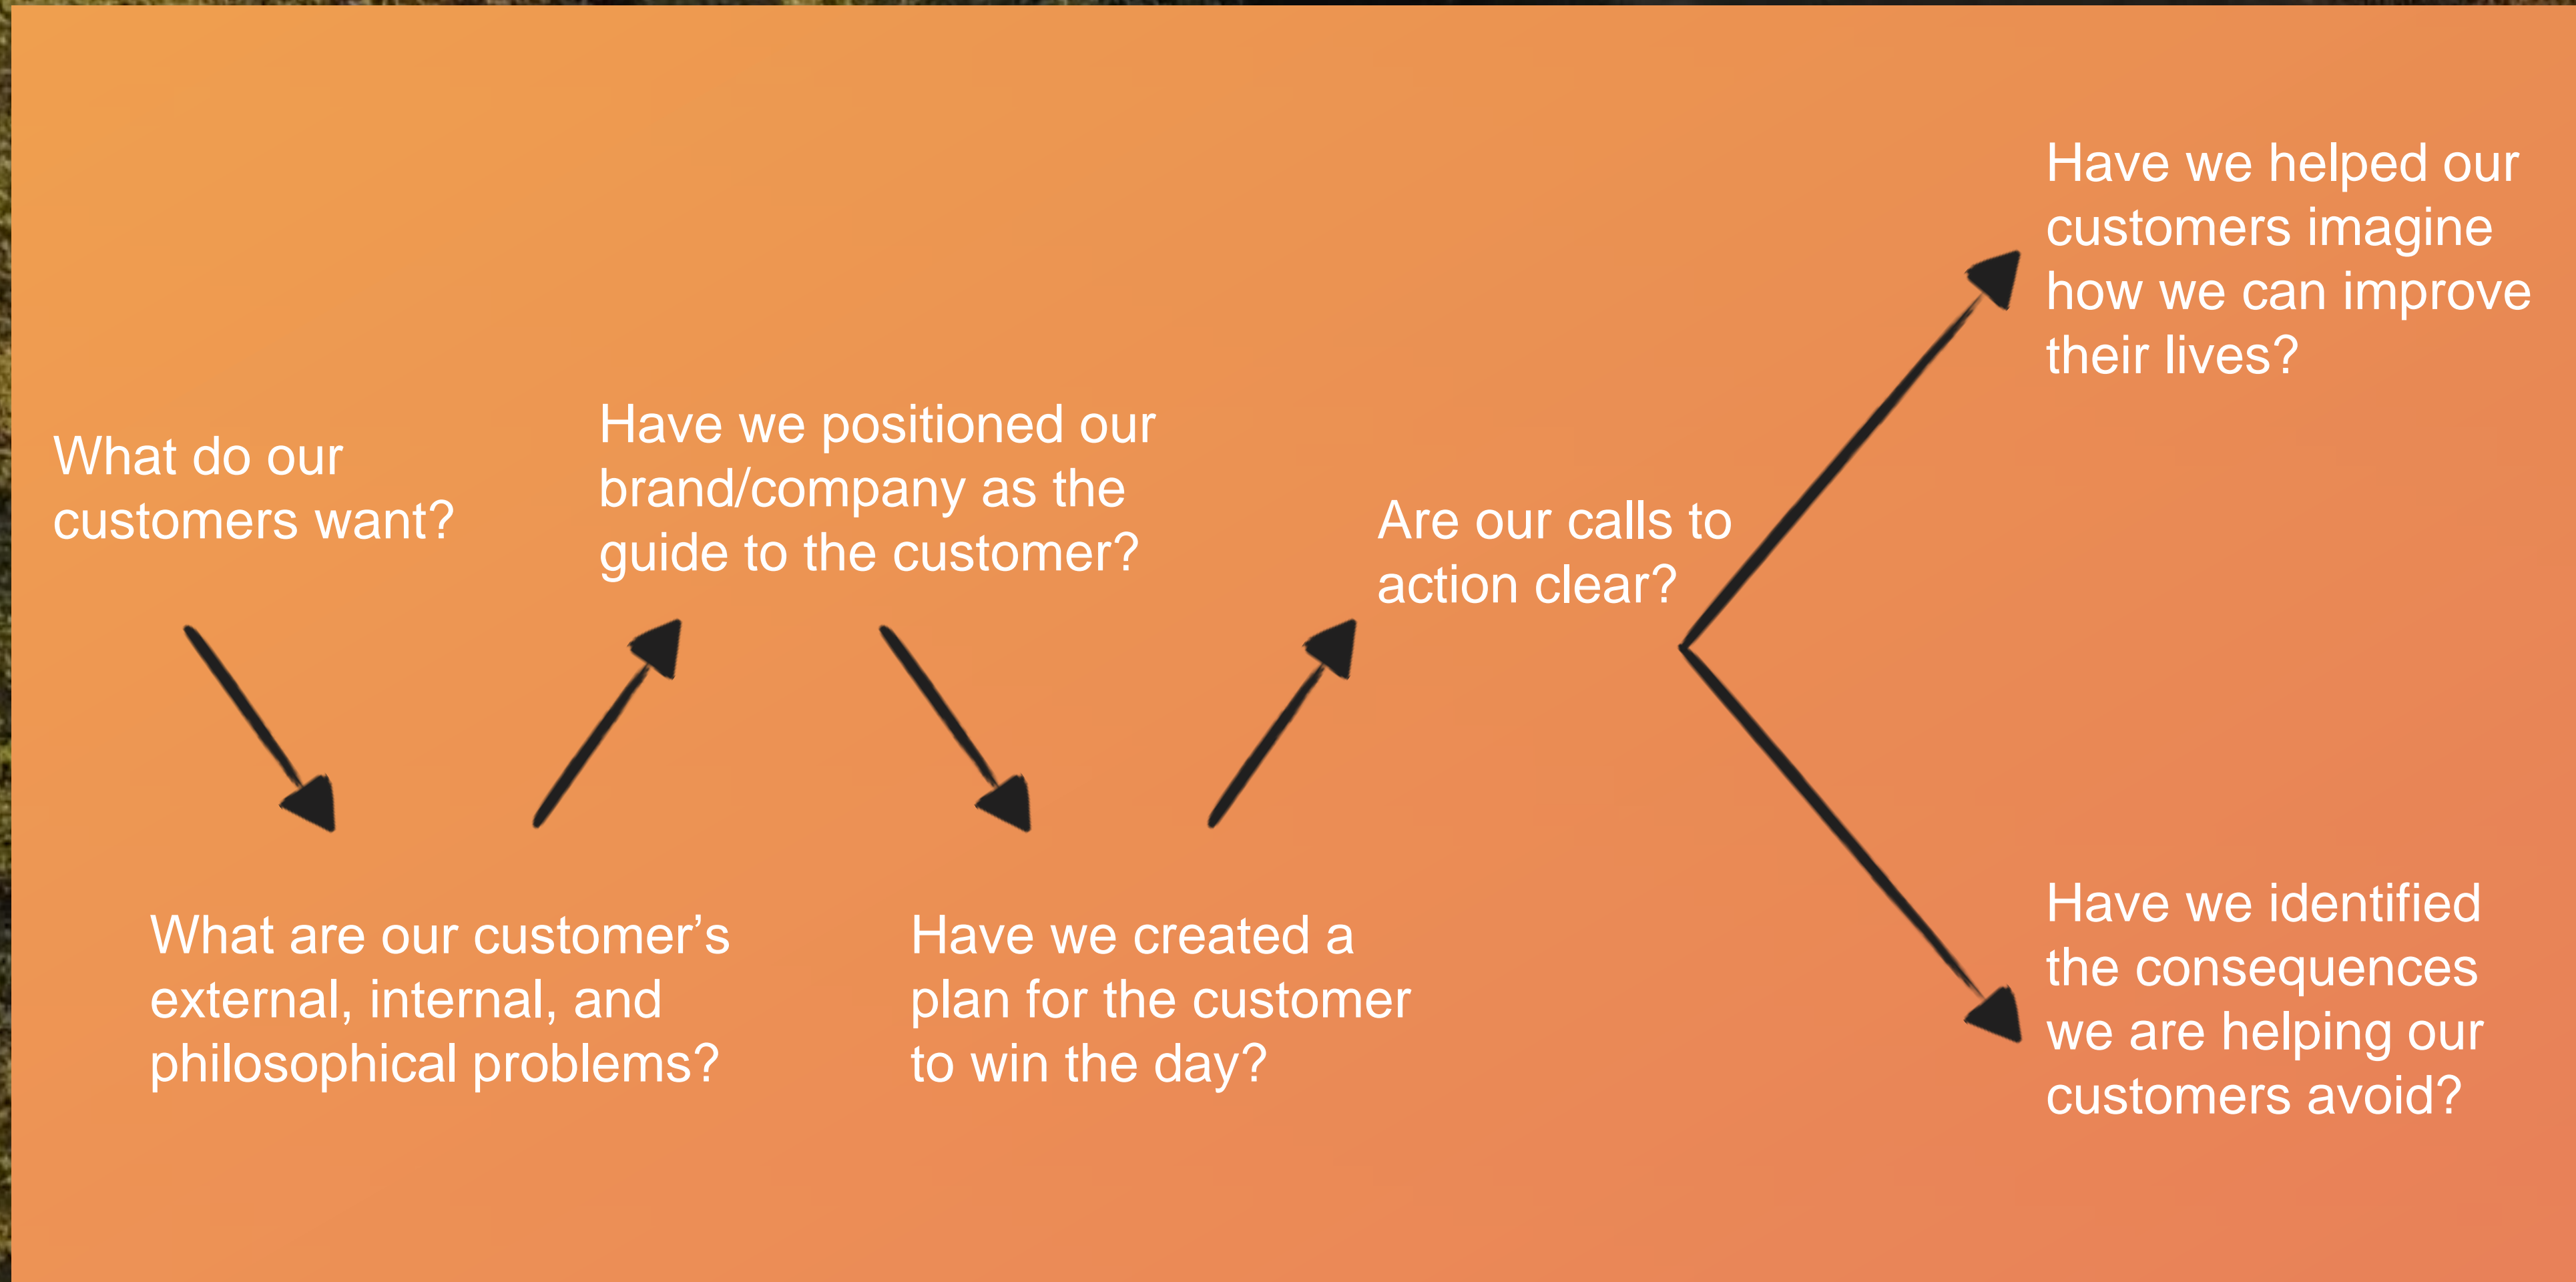 What do our
customers want?
What are our customer’s
external, internal, and
philosophical problems?
Have we positioned our
brand/company as the
guide to the customer?
Have we created a
plan for the customer
to win the day?
Are our calls to
action clear?
Have we helped our
customers imagine
how we can improve
their lives?
Have we identified
the consequences
we are helping our
customers avoid?